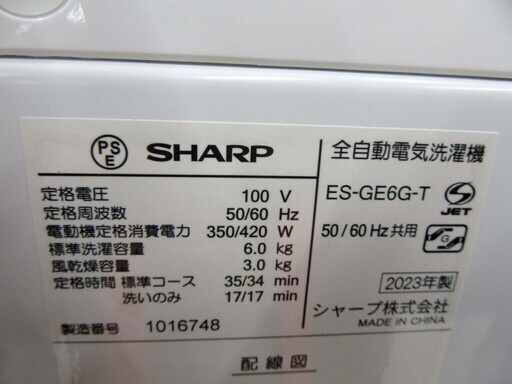 PSE SHARP 全自動電気洗濯機
定格電圧 100 V ES-GE6G-T
JET
定格周波数 50/60 Hz
電動機定格消費電力 350/420 W 50/60Hz共用
G
標準洗濯容量 6.0 kg
風乾燥容量 3.0 kg
定格時間 標準コース 35/34 min 2023年製
洗いのみ 17/17 min シャープ株式会社
MADE IN CHINA
製造番号 1016748
配線図